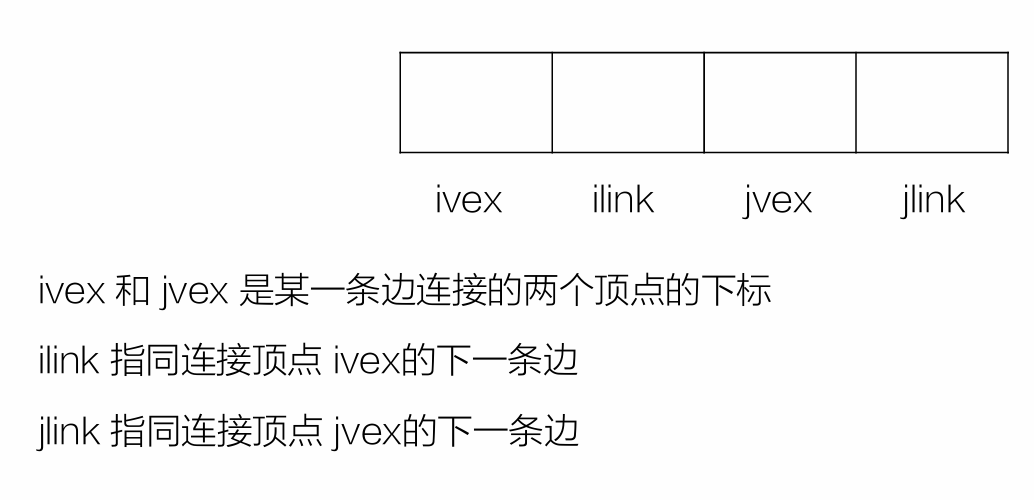 ivex ilink jvex jlink
ivex 和 jvex 是某一条边连接的两个顶点的下标
ilink 指同连接顶点 ivex的下一条边
jlink 指同连接顶点 jvex的下一条边